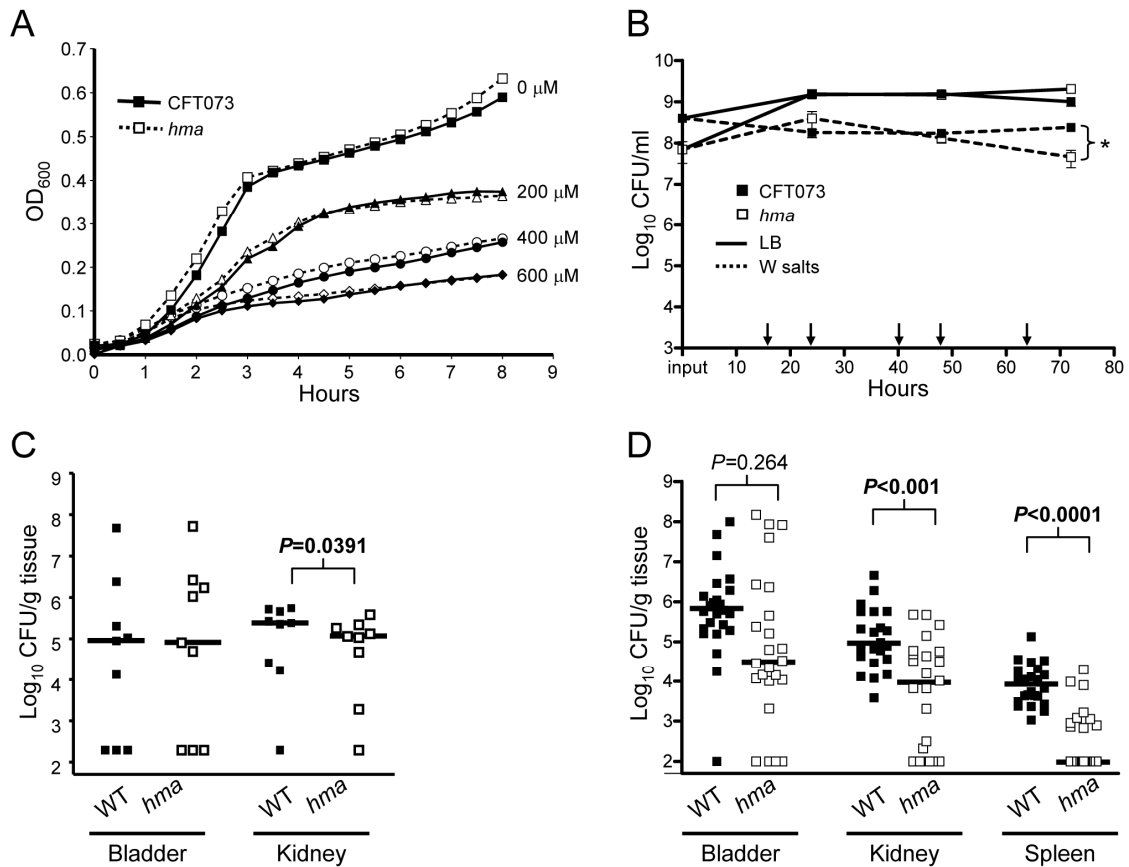 A
OD600
0.7
0.6
0.5
0.4
0.3
0.2
0.1
0.0
CFT073
hma
0 µM
200 µM
400 µM
600 µM
0 1 2 3 4 5 6 7 8 9
Hours
B
Log10 CFU/ml
10
9
8
7
6
5
4
3
CFT073
hma
LB
W salts
*
input 10 20 30 40 50 60 70 80
Hours
C
Log10 CFU/g tissue
9
8
7
6
5
4
3
2
P=0.0391
WT hma WT hma
Bladder Kidney
D
Log10 CFU/g tissue
9
8
7
6
5
4
3
2
P=0.264
P<0.001
P<0.0001
WT hma WT hma WT hma
Bladder Kidney Spleen